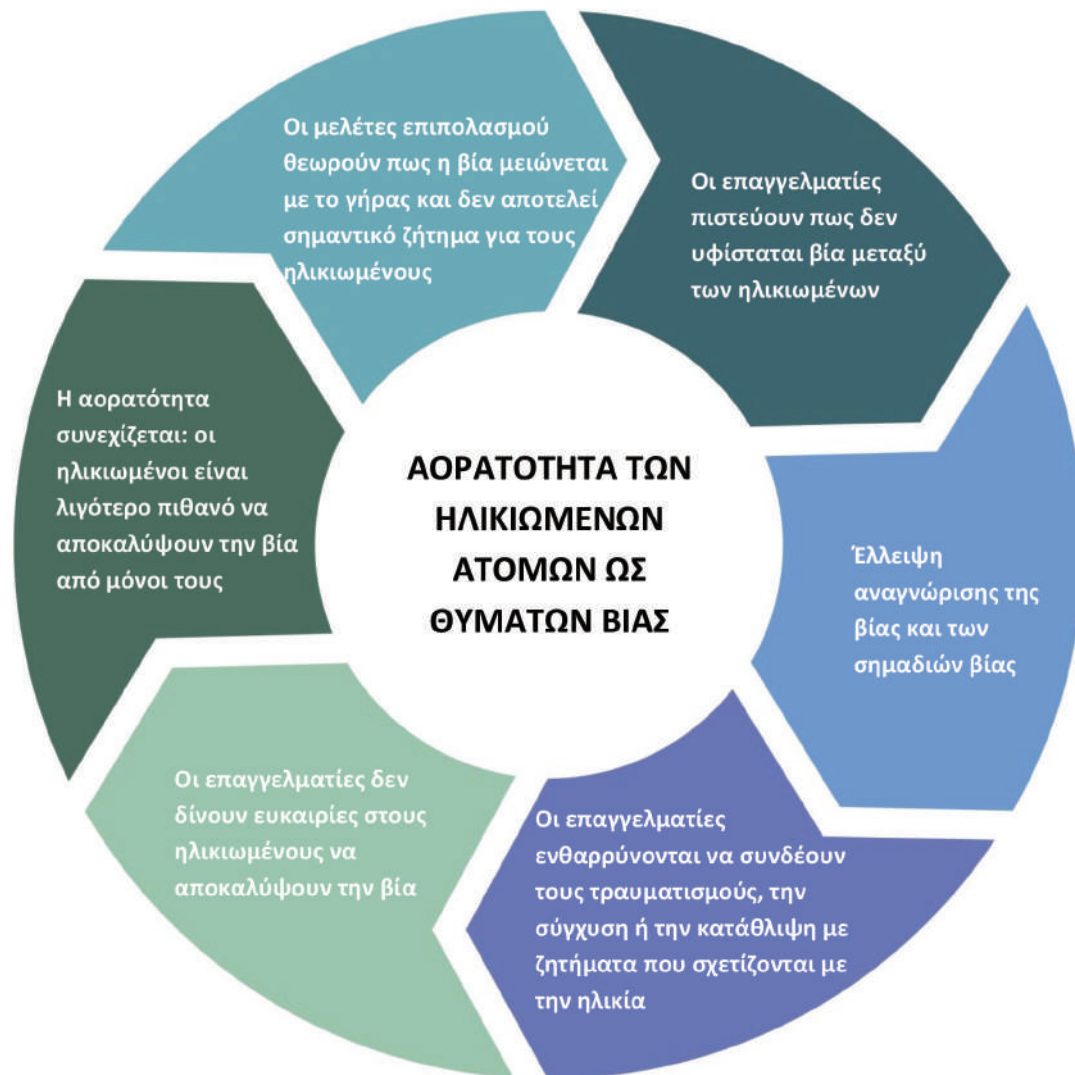 Οι μελέτες επιπολασμού
θεωρούν πως η βία μειώνεται
με το γήρας και δεν αποτελεί
σημαντικό ζήτημα για τους
ηλικιωμένους
Οι επαγγελματίες
πιστεύουν πως δεν
υφίσταται βία μεταξύ
των ηλικιωμένων
Έλλειψη
αναγνώρισης της
βίας και των
σημαδιών βίας
Οι επαγγελματίες
ενθαρρύνονται να συνδέουν
τους τραυματισμούς, την
σύγχυση ή την κατάθλιψη με
ζητήματα που σχετίζονται με
την ηλικία
Οι επαγγελματίες δεν
δίνουν ευκαιρίες στους
ηλικιωμένους να
αποκαλύψουν την βία
Η αορατότητα
συνεχίζεται: οι
ηλικιωμένοι είναι
λιγότερο πιθανό να
αποκαλύψουν την βία
από μόνοι τους
ΑΟΡΑΤΟΤΗΤΑ ΤΩΝ
ΗΛΙΚΙΩΜΕΝΩΝ
ΑΤΟΜΩΝ ΩΣ
ΘΥΜΑΤΩΝ ΒΙΑΣ